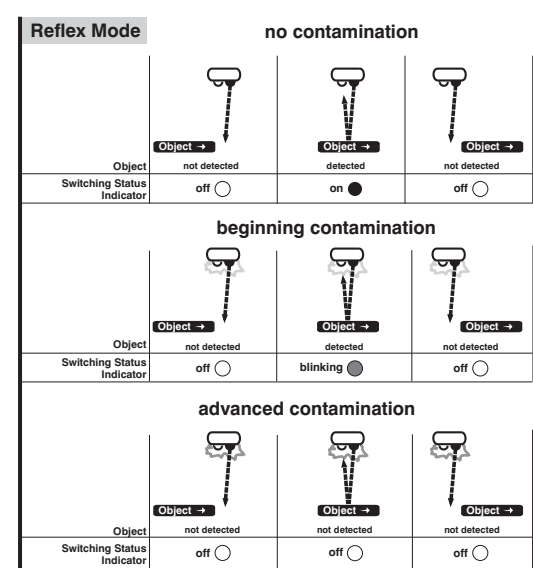 Reflex Mode
no contamination
Object → Object → Object →
Object not detected detected not detected
Switching Status Indicator off on off
beginning contamination
Object → Object → Object →
Object not detected detected not detected
Switching Status Indicator off blinking off
advanced contamination
Object → Object → Object →
Object not detected not detected not detected
Switching Status Indicator off off off